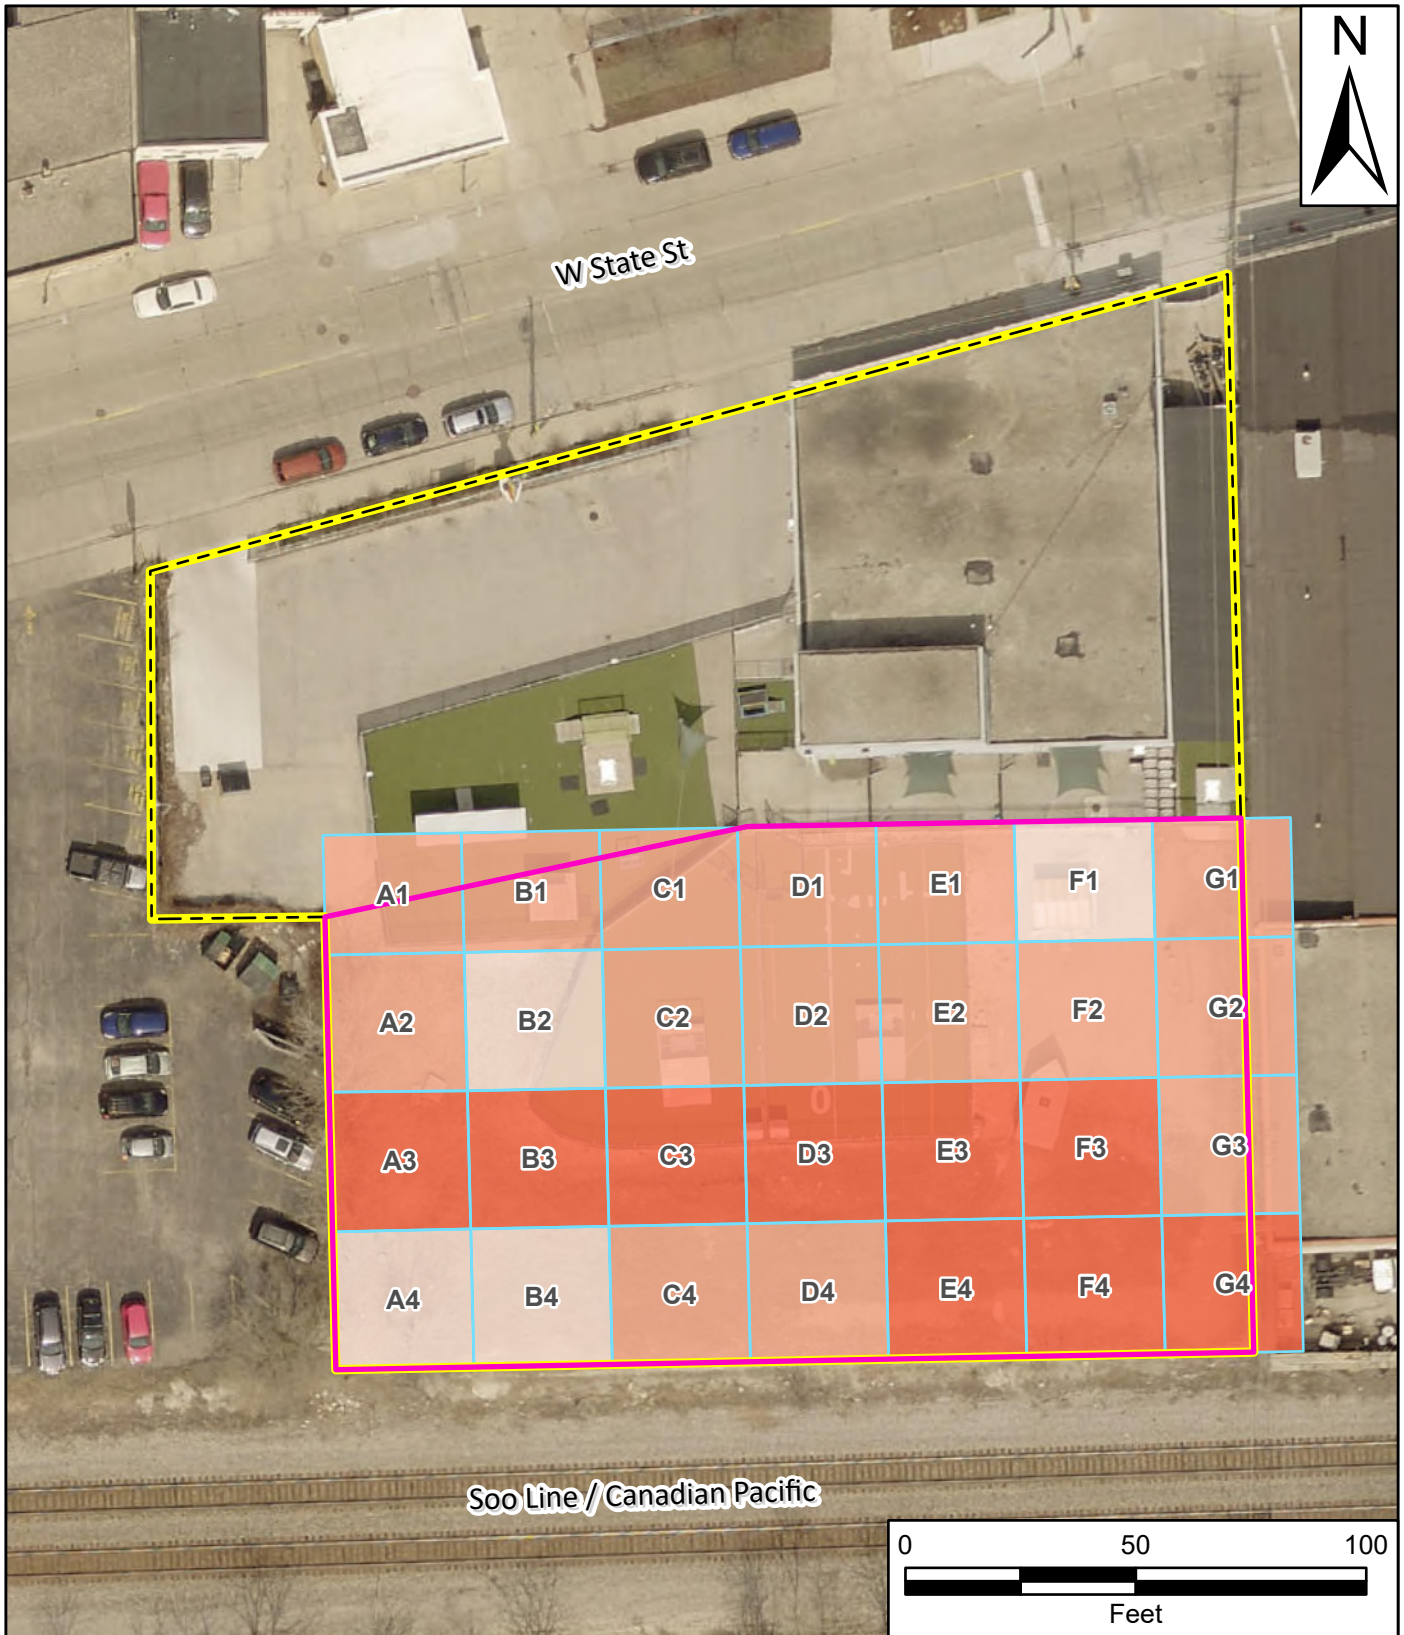 N
W State St
A1 B1 C1 D1 E1 F1 G1
A2 B2 C2 D2 E2 F2 G2
A3 B3 C3 D3 E3 F3 G3
A4 B4 C4 D4 E4 F4 G4
Soo Line / Canadian Pacific
0 50 100
Feet